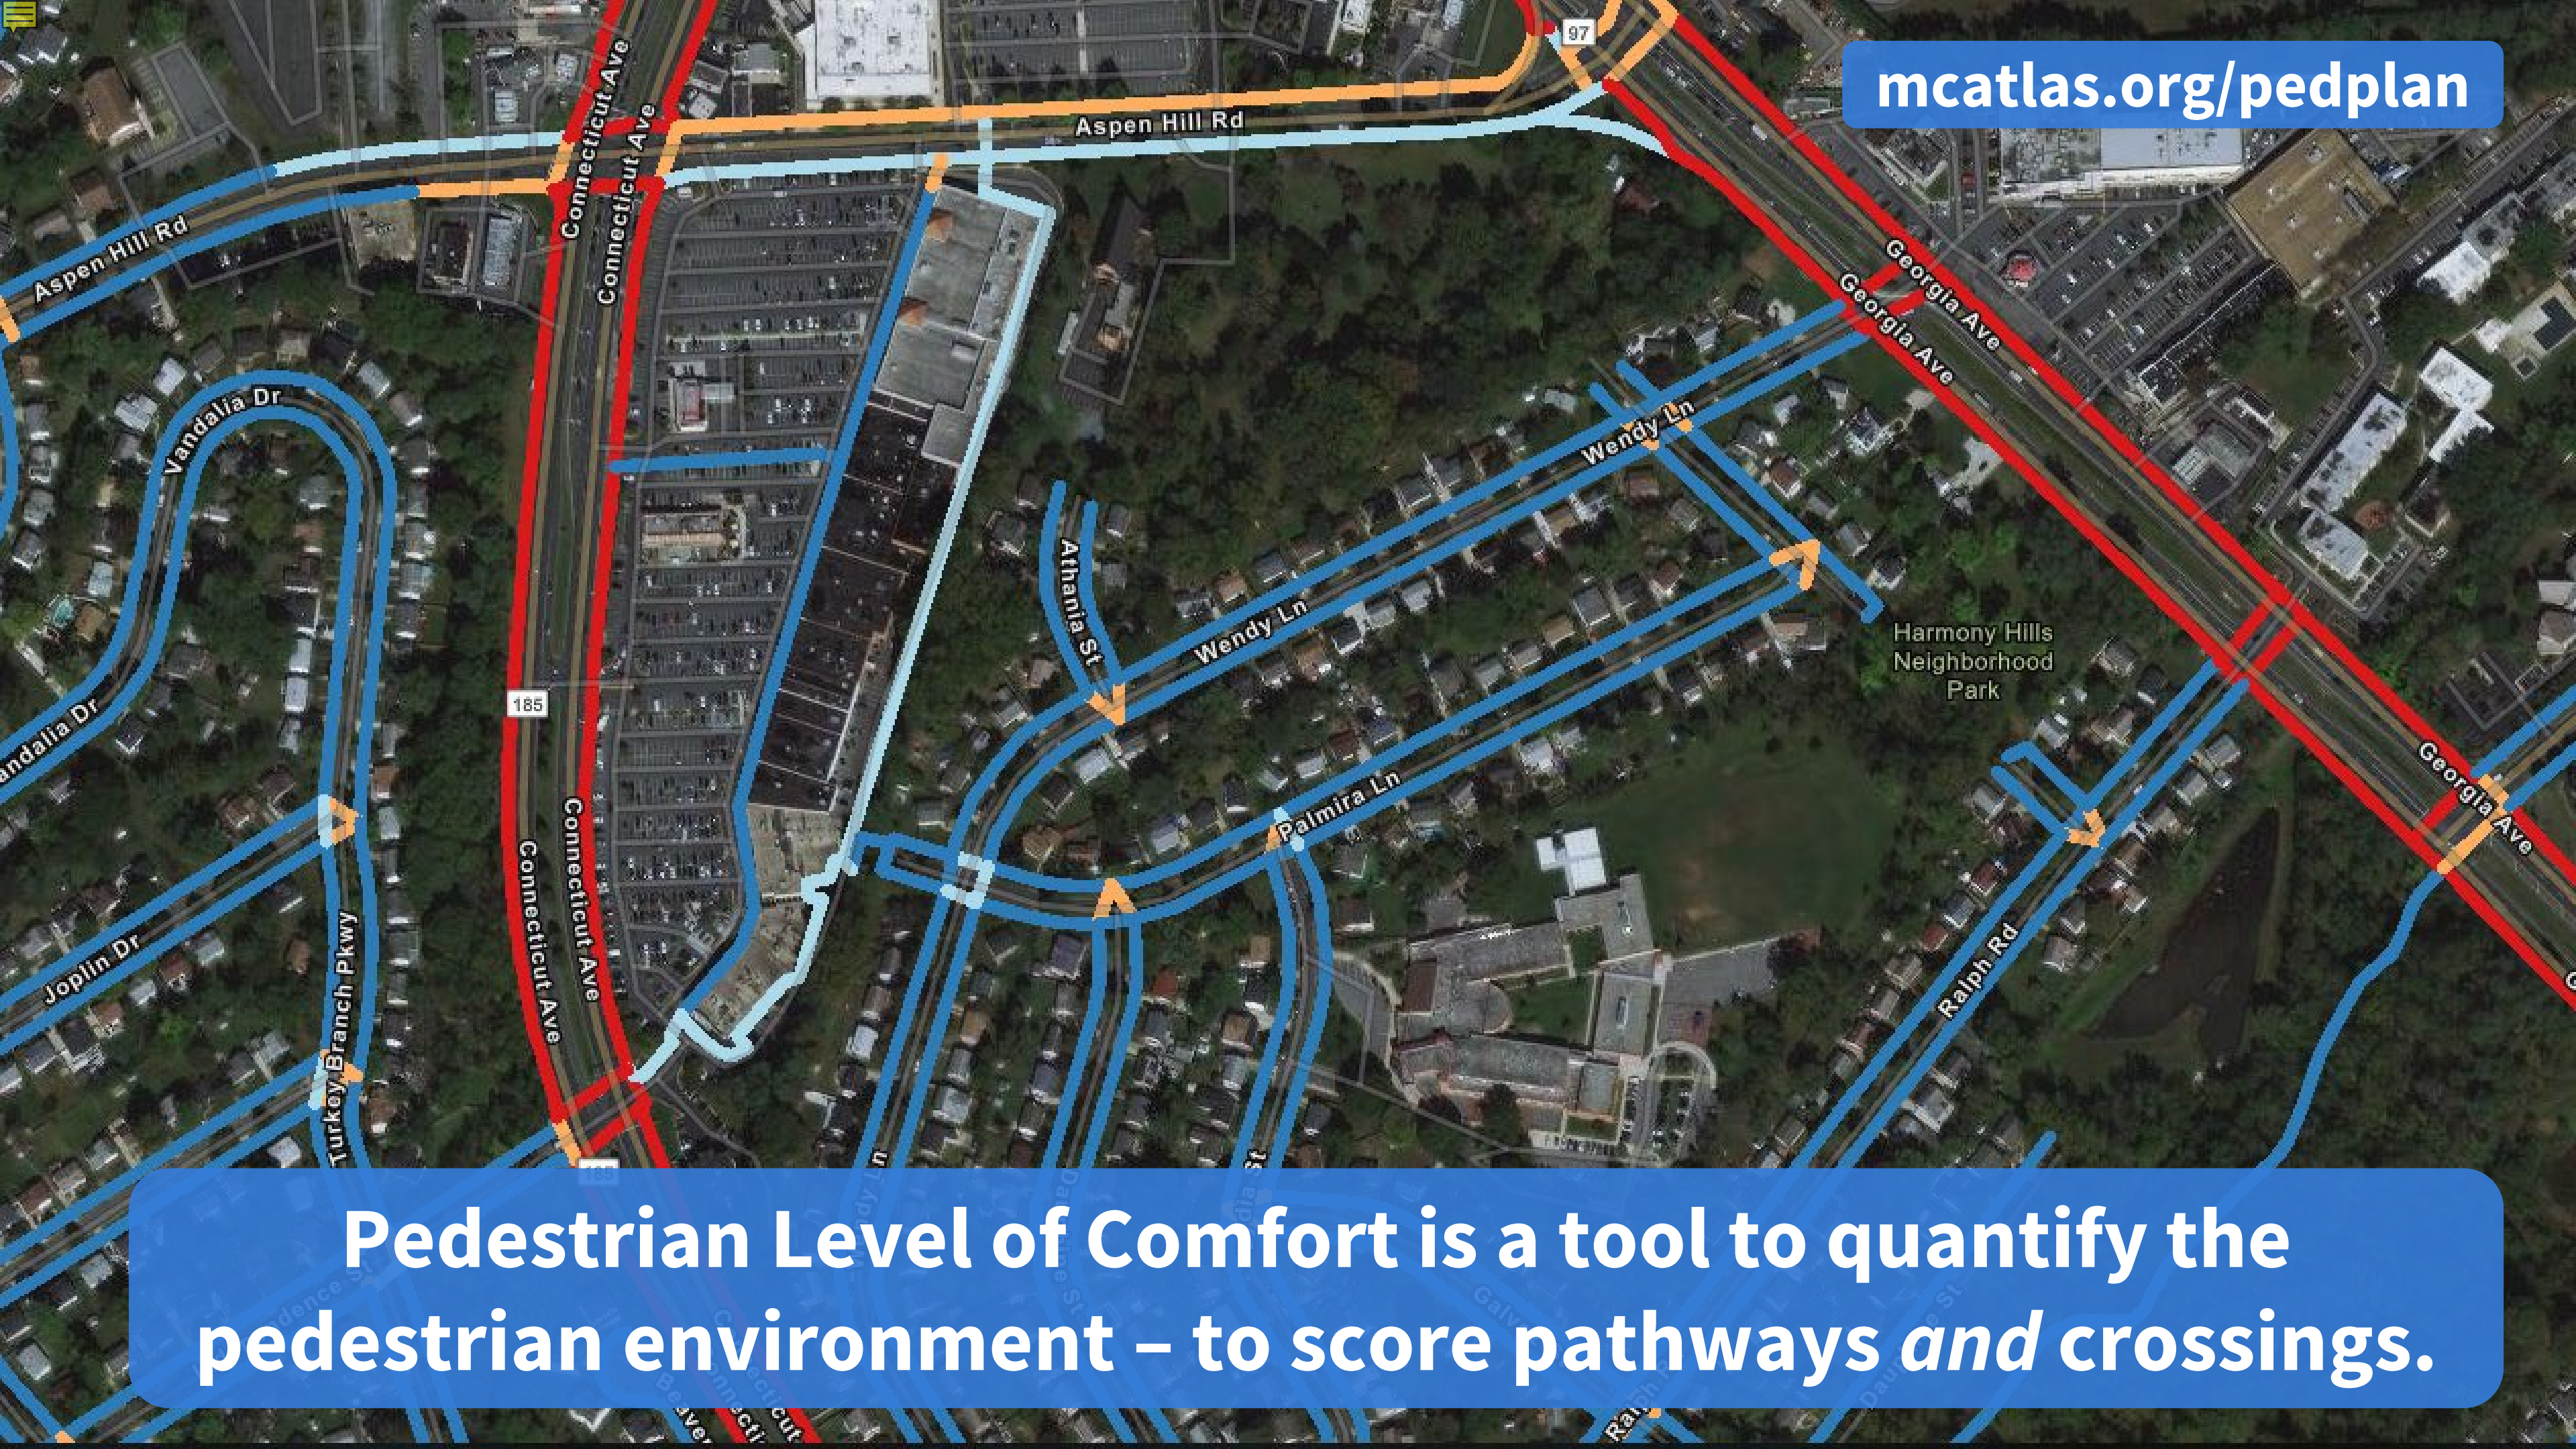 97
mcatlas.org/pedplan
Connecticut Ave
Connecticut Ave
Aspen Hill Rd
Aspen Hill Rd
Georgia Ave
Georgia Ave
Vandalia Dr
Wendy Ln
Athania St
Wendy Ln
Harmony Hills
Neighborhood
Park
185
andalia Dr
Palmira Ln
Georgia Ave
Connecticut Ave
Connecticut Ave
Joplin Dr
Turkey Branch Pkwy
Ralph Rd
Pedestrian Level of Comfort is a tool to quantify the
pedestrian environment – to score pathways and crossings.